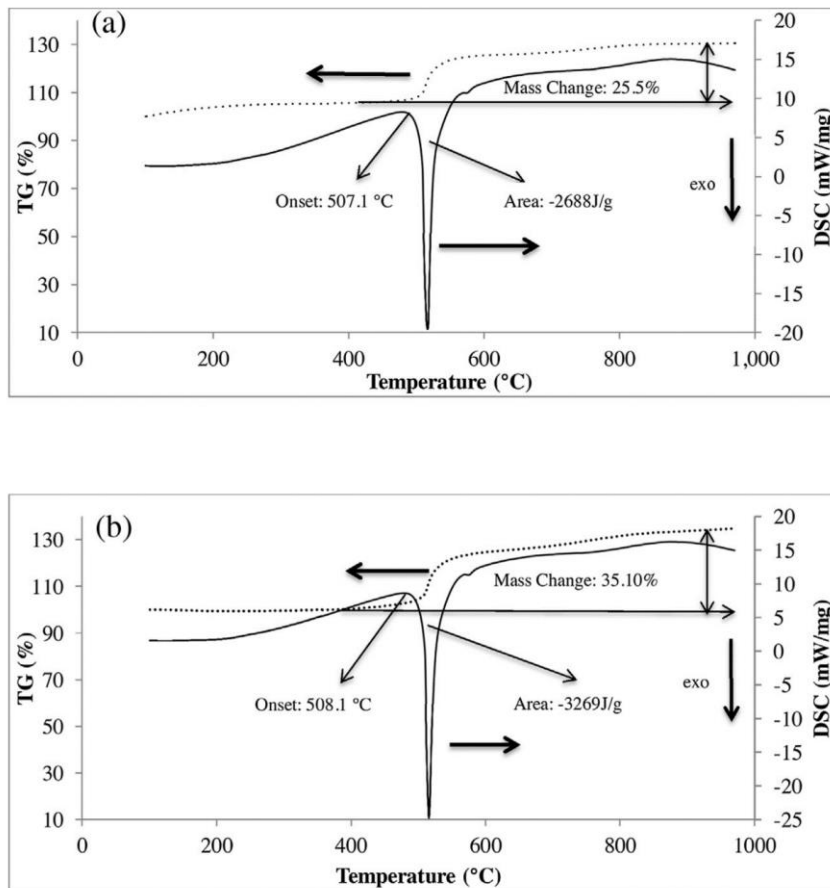 (a)
130
110
90
70
50
30
10
TG (%)
20
15
10
5
0
-5
-10
-15
-20
DSC (mW/mg)
Mass Change: 25.5%
Onset: 507.1 °C
Area: -2688J/g
exo
0
200
400
600
800
1,000
Temperature (°C)
(b)
130
110
90
70
50
30
10
TG (%)
20
15
10
5
0
-5
-10
-15
-20
-25
DSC (mW/mg)
Mass Change: 35.10%
Onset: 508.1 °C
Area: -3269J/g
exo
0
200
400
600
800
1000
Temperature (°C)